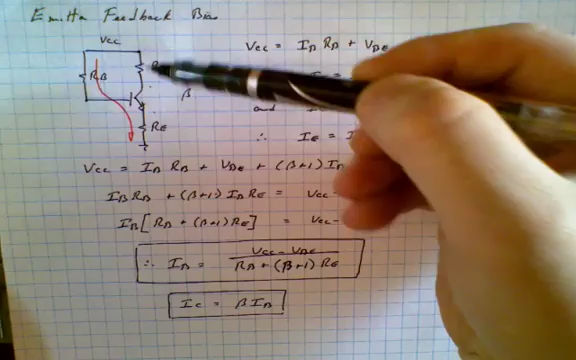 Emitter Feedback Bias
Vcc
RB
R
β
RE
Vcc = IB RB + VBE
and
∴ IE = I
Vcc = IB RB + VBE + (β+1) IB
IB RB + (β+1) IB RE = Vcc -
IB [RB + (β+1) RE] = Vcc -
∴ IB = Vcc - VBE
RB + (β+1) RE
Ic = β IB